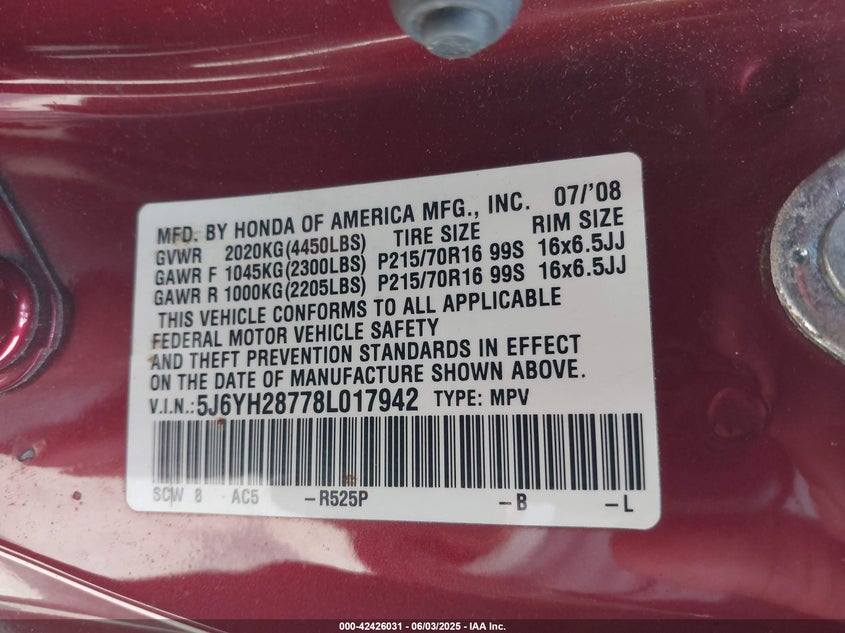 MFD. BY HONDA OF AMERICA MFG., INC. 07/'08
GVWR 2020KG(4450LBS) TIRE SIZE RIM SIZE
GAWR F 1045KG(2300LBS) P215/70R16 99S 16x6.5JJ
GAWR R 1000KG(2205LBS) P215/70R16 99S 16x6.5JJ
THIS VEHICLE CONFORMS TO ALL APPLICABLE
FEDERAL MOTOR VEHICLE SAFETY
AND THEFT PREVENTION STANDARDS IN EFFECT
ON THE DATE OF MANUFACTURE SHOWN ABOVE.
V.I.N.: 5J6YH28778L017942 TYPE: MPV
SCW 8 AC5 -R525P -B -L
000-42426031 - 06/03/2025 - IAA Inc.